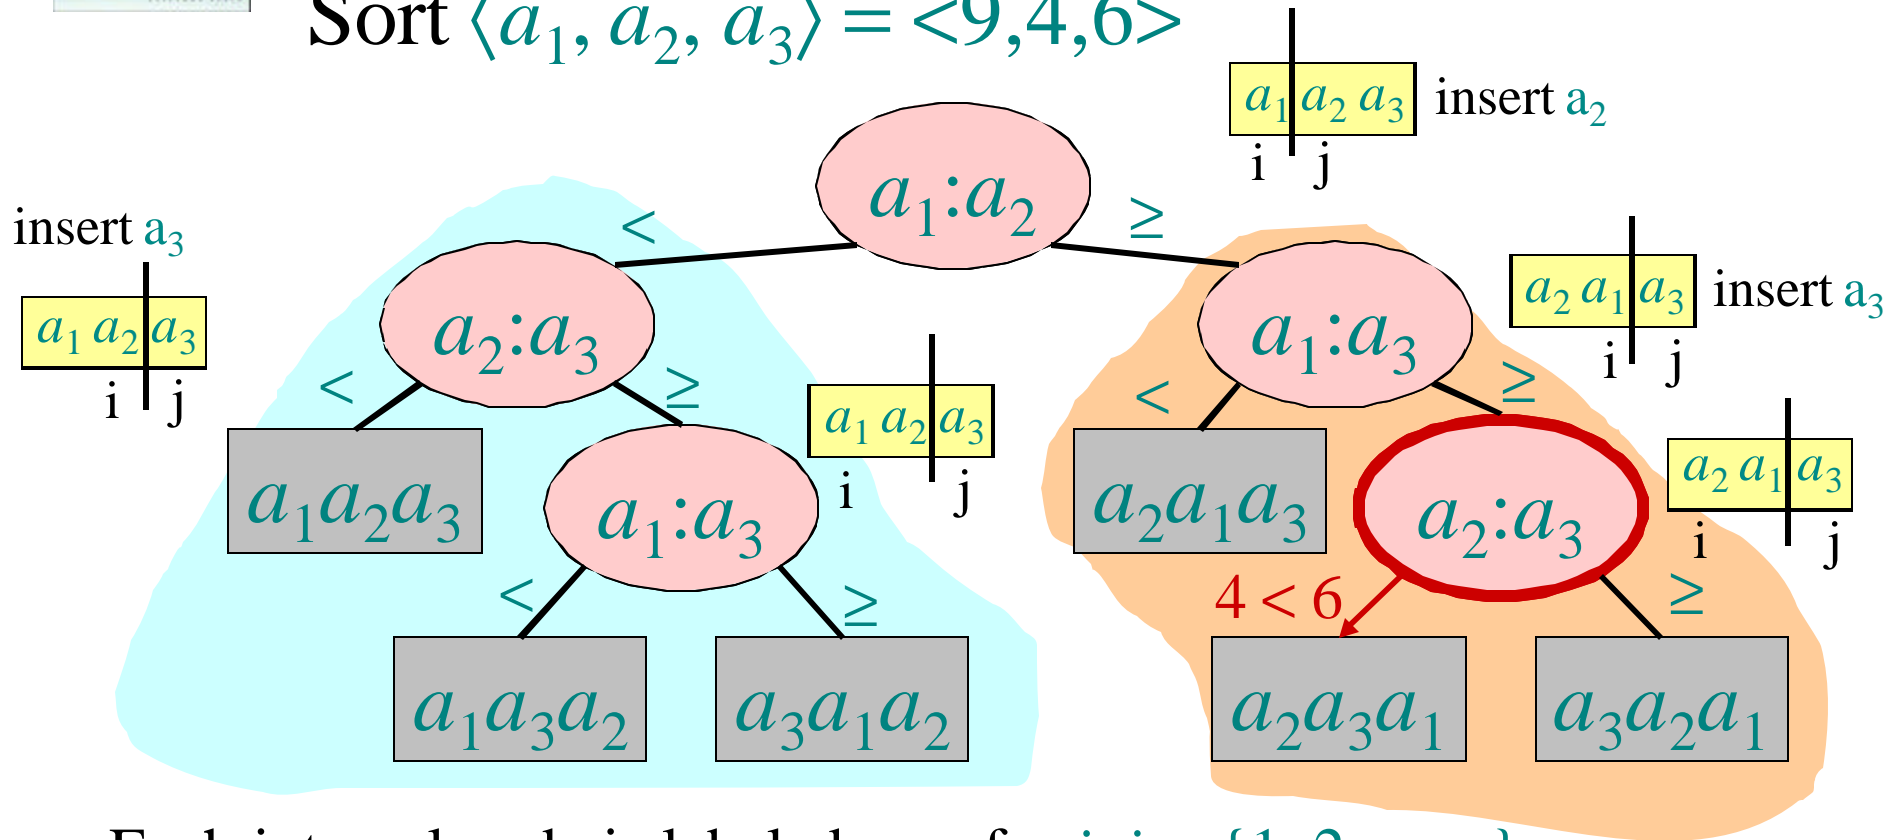 Sort ⟨a1, a2, a3⟩ = <9,4,6>
a1 a2 a3 insert a2
i j
a1:a2
< ≥
insert a3
a1 a2 a3
i j
a2:a3
< ≥
a1 a2 a3
i j
a1:a3
< ≥
a2 a1 a3 insert a3
i j
a1a2a3
a1:a3
< ≥
a2a1a3
a2:a3
4 < 6 ≥
a2 a1 a3
i j
a1a3a2
a3a1a2
a2a3a1
a3a2a1